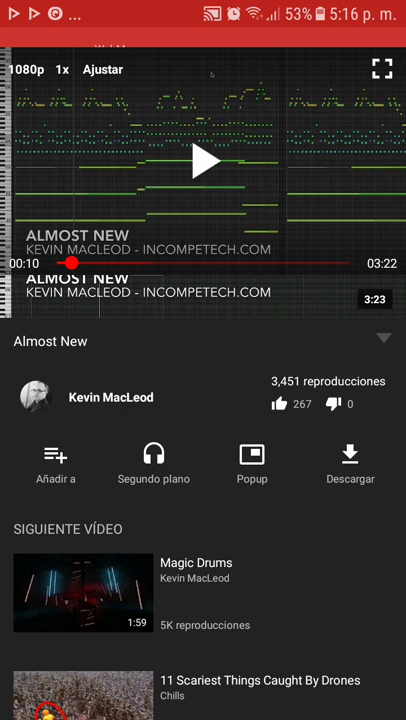 53% 5:16 p. m.
1080p 1x Ajustar
ALMOST NEW
KEVIN MACLEOD - INCOMPETECH.COM
00:10 03:22
ALMOST NEW
KEVIN MACLEOD - INCOMPETECH.COM
3:23
Almost New
Kevin MacLeod
3,451 reproducciones
267 0
Añadir a Segundo plano Popup Descargar
SIGUIENTE VÍDEO
Magic Drums
Kevin MacLeod
1:59
5K reproducciones
11 Scariest Things Caught By Drones
Chills